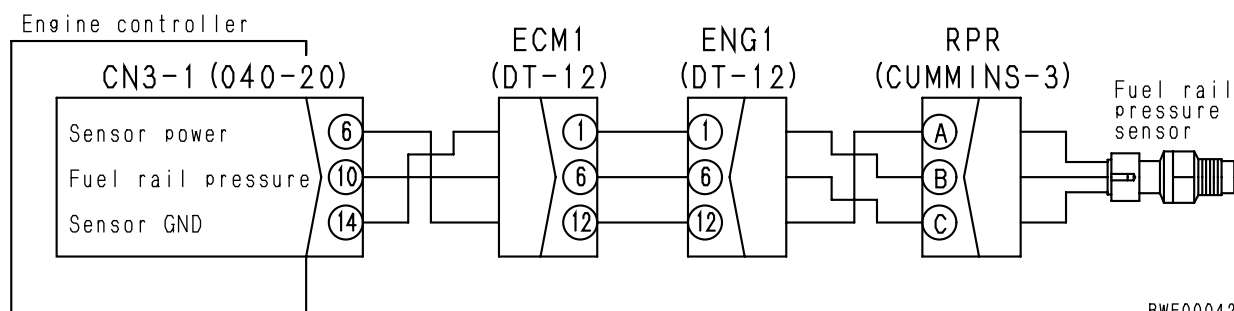 Engine controller
CN3-1 (040-20)
Sensor power
Fuel rail pressure
Sensor GND
6
10
14
ECM1
(DT-12)
1
6
12
ENG1
(DT-12)
1
6
12
RPR
(CUMMINS-3)
A
B
C
Fuel rail
pressure
sensor